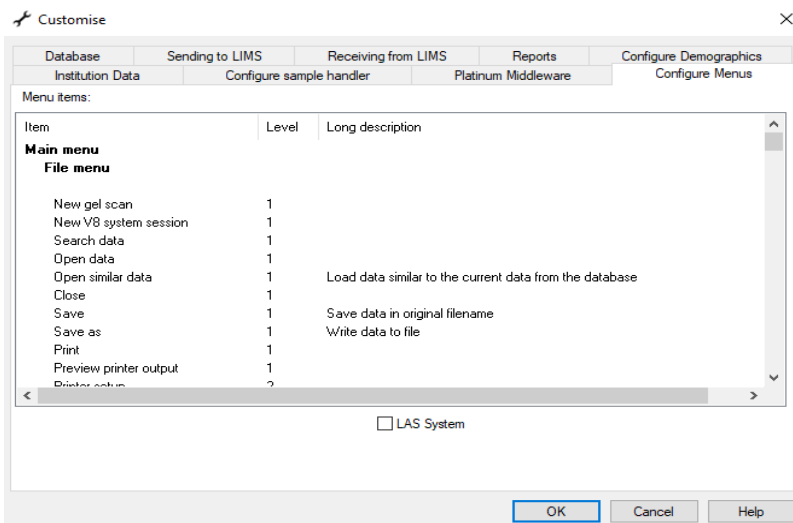 Customise
Database Sending to LIMS Receiving from LIMS Reports Configure Demographics
Institution Data Configure sample handler Platinum Middleware Configure Menus
Menu items:
Item Level Long description
Main menu
File menu
New gel scan 1
New V8 system session 1
Search data 1
Open data 1
Open similar data 1 Load data similar to the current data from the database
Close 1
Save 1 Save data in original filename
Save as 1 Write data to file
Print 1
Preview printer output 1
Printer setup 2
LAS System
OK Cancel Help